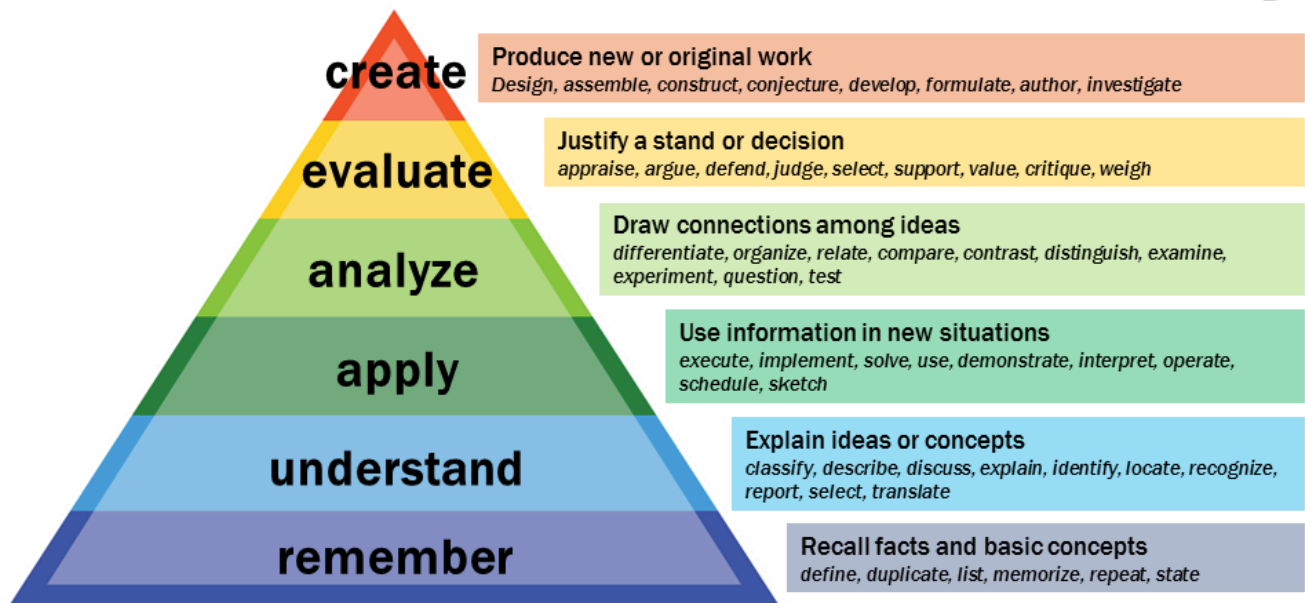 create
Produce new or original work
Design, assemble, construct, conjecture, develop, formulate, author, investigate
evaluate
Justify a stand or decision
appraise, argue, defend, judge, select, support, value, critique, weigh
analyze
Draw connections among ideas
differentiate, organize, relate, compare, contrast, distinguish, examine,
experiment, question, test
apply
Use information in new situations
execute, implement, solve, use, demonstrate, interpret, operate,
schedule, sketch
understand
Explain ideas or concepts
classify, describe, discuss, explain, identify, locate, recognize,
report, select, translate
remember
Recall facts and basic concepts
define, duplicate, list, memorize, repeat, state